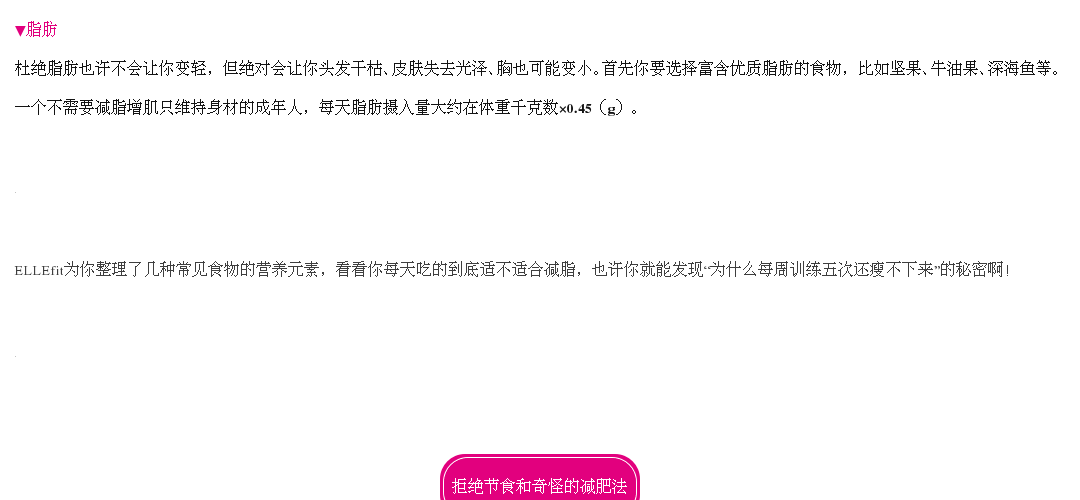 ▼脂肪
杜绝脂肪也许不会让你变轻，但绝对会让你头发干枯、皮肤失去光泽、胸也可能变小。首先你要选择富含优质脂肪的食物，比如坚果、牛油果、深海鱼等。
一个不需要减脂增肌只维持身材的成年人，每天脂肪摄入量大约在体重千克数×0.45（g）。
ELLEfit为你整理了几种常见食物的营养元素，看看你每天吃的到底适不适合减脂，也许你就能发现“为什么每周训练五次还瘦不下来”的秘密啊！
拒绝节食和奇怪的减肥法